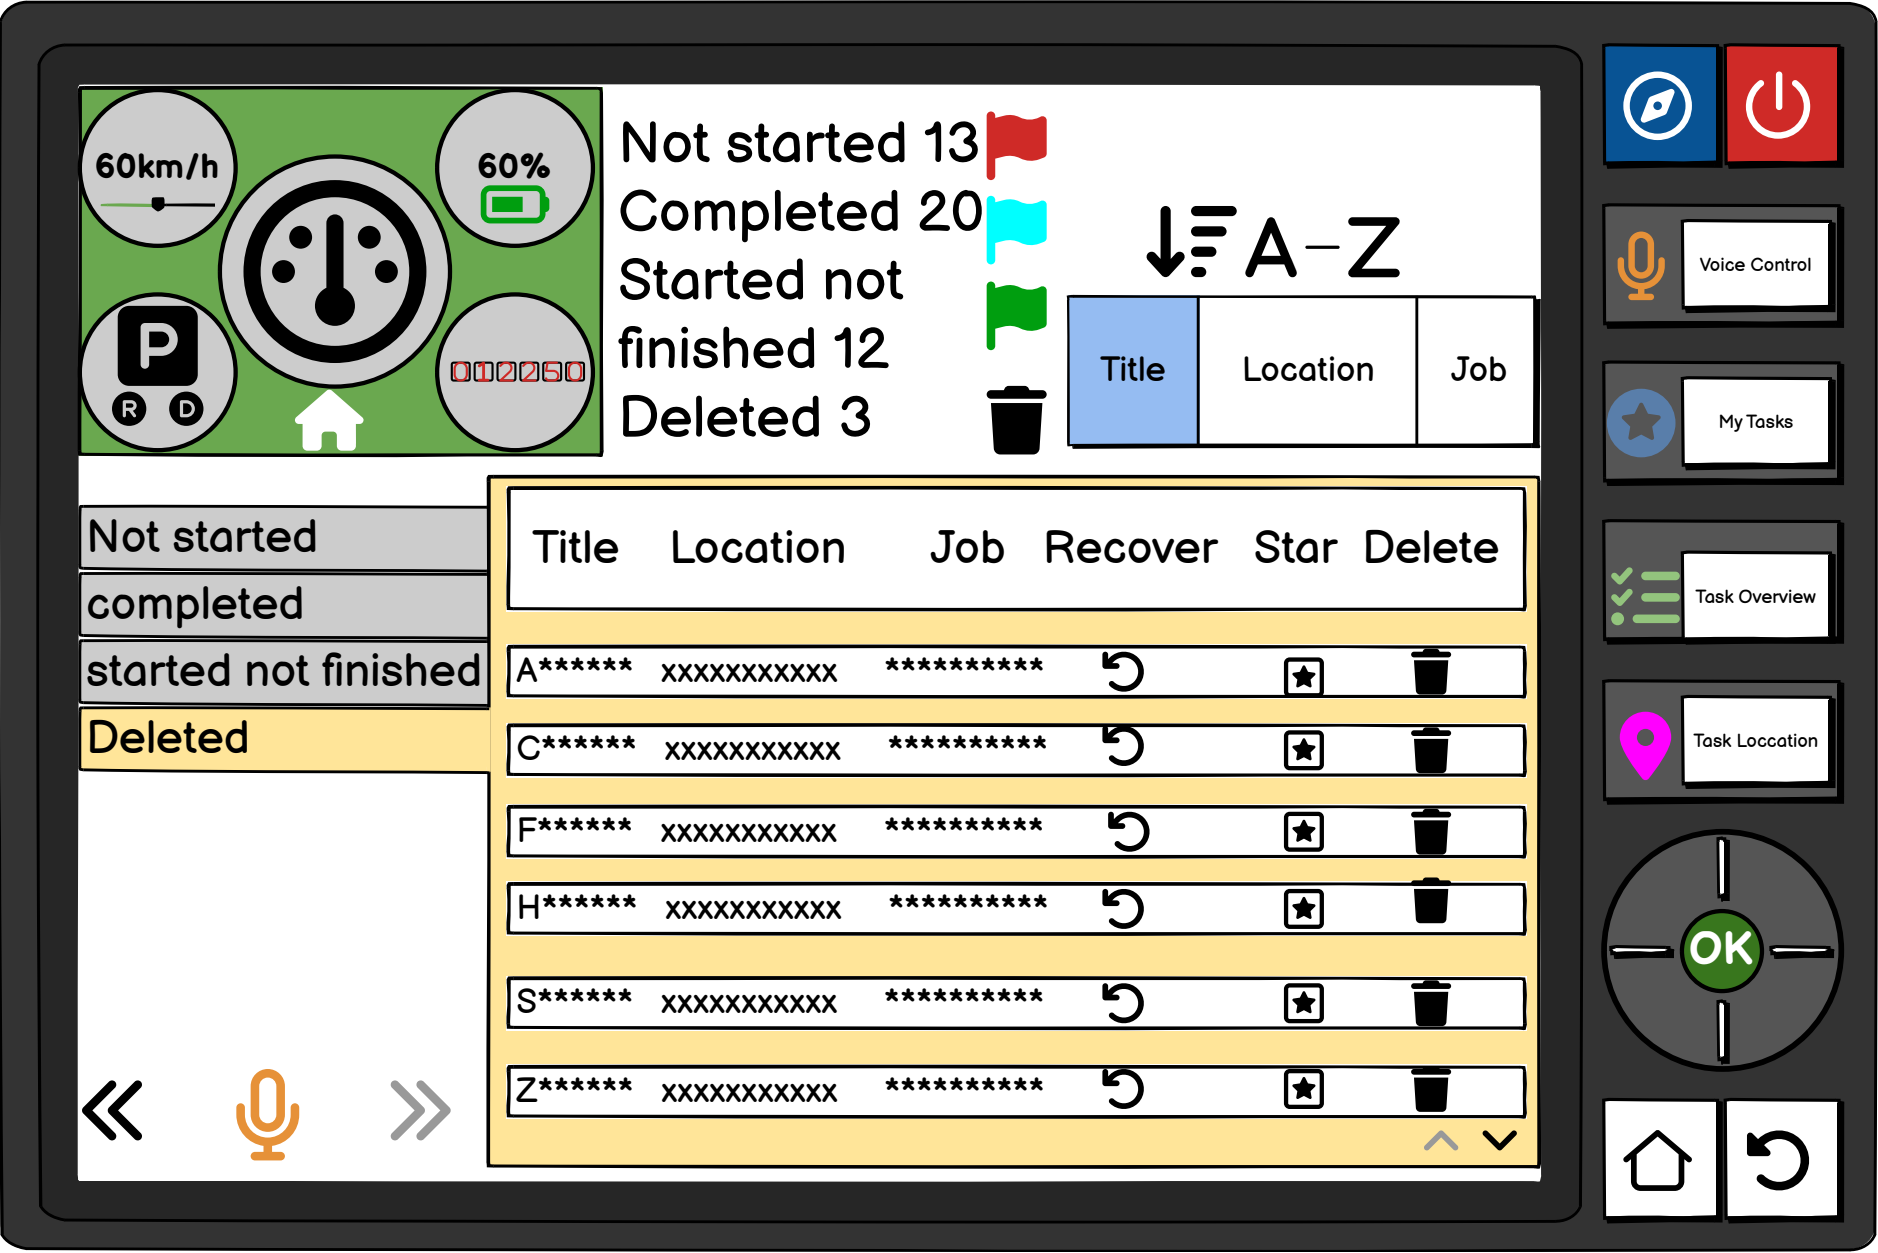 60km/h
60%
P
R
D
012250
Not started 13
Completed 20
Started not
finished 12
Deleted 3
A-Z
Title Location Job
Not started
completed
started not finished
Deleted
Title Location Job Recover Star Delete
A****** xxxxxxxxxxx **********
C****** xxxxxxxxxxx **********
F****** xxxxxxxxxxx **********
H****** xxxxxxxxxxx **********
S****** xxxxxxxxxxx **********
Z****** xxxxxxxxxxx **********
Voice Control
My Tasks
Task Overview
Task Loccation
OK